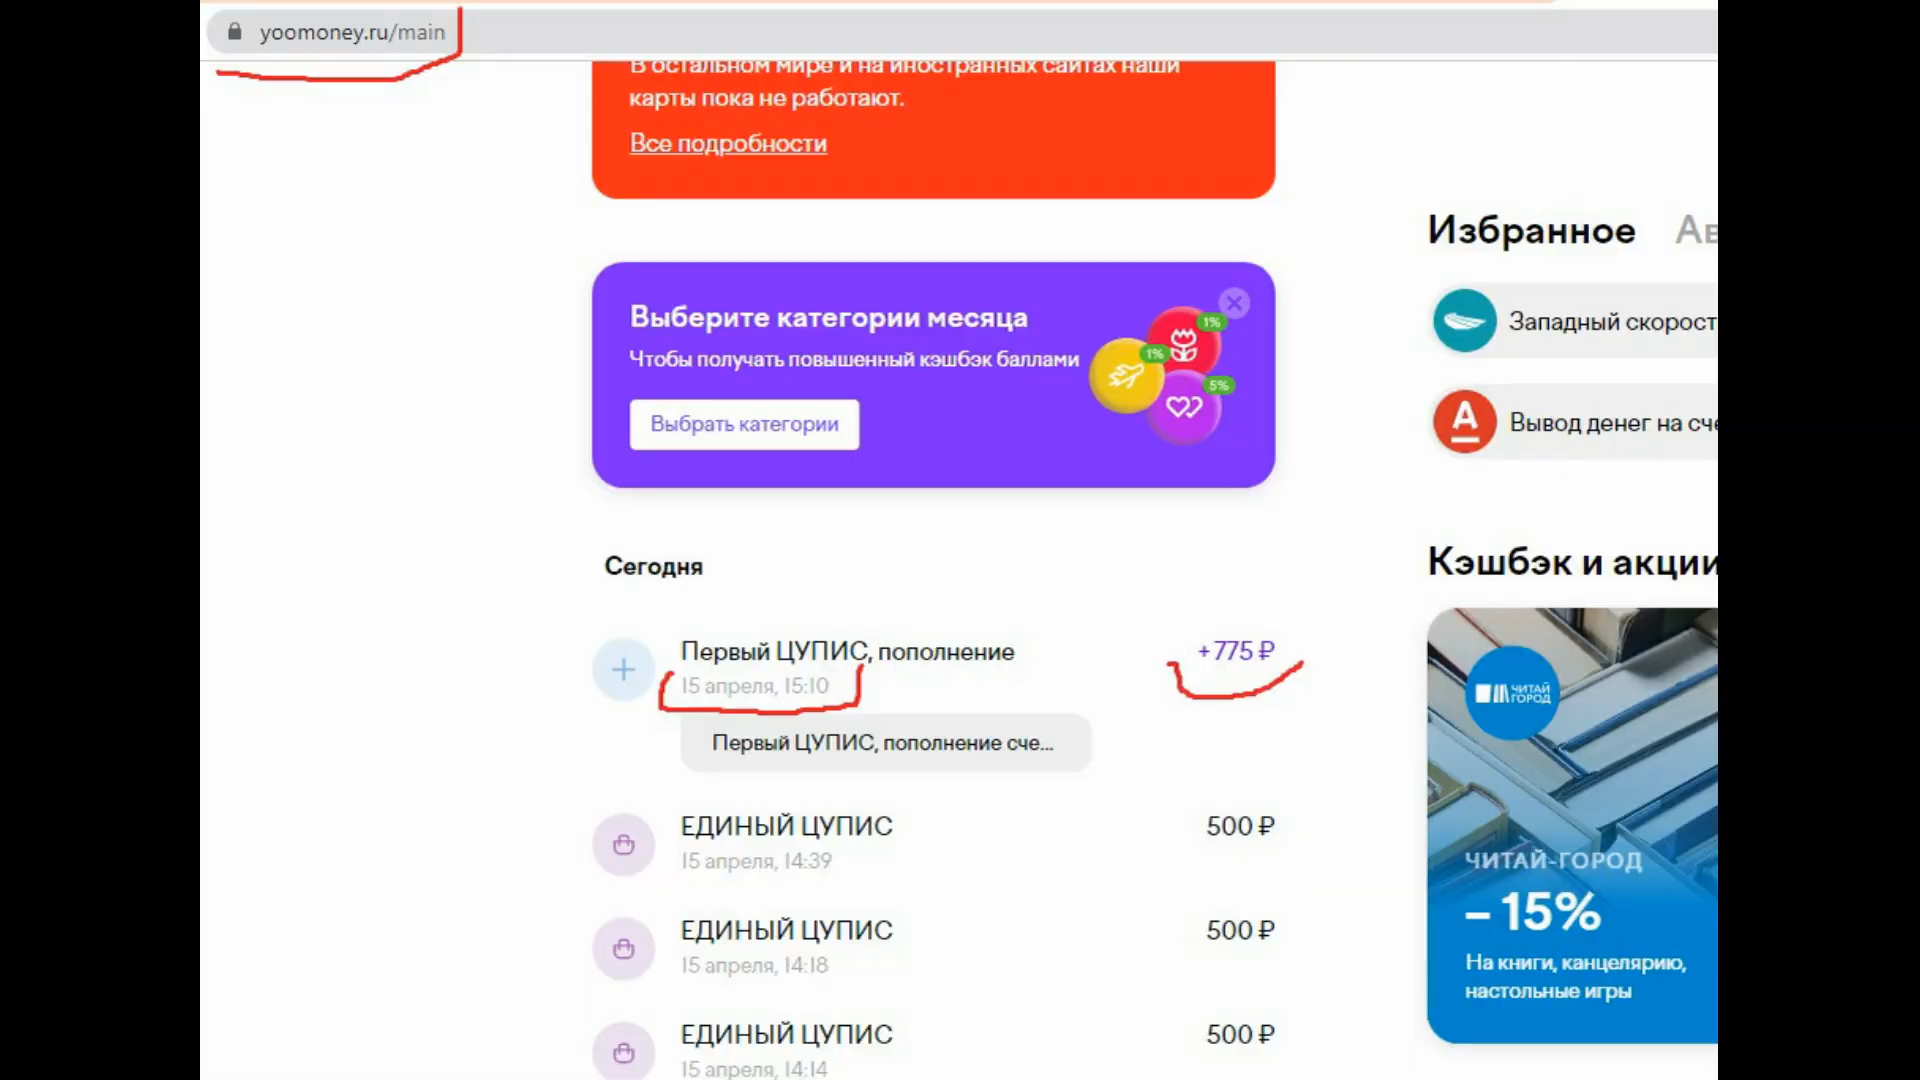 yoomoney.ru/main
В остальном мире и на иностранных сайтах наши
карты пока не работают.
Все подробности
Избранное Ав
Выберите категории месяца
1%
Чтобы получать повышенный кэшбэк баллами
1%
5%
Выбрать категории
Западный скорост
Вывод денег на сче
Сегодня
Кэшбэк и акции
Первый ЦУПИС, пополнение
+775 ₽
15 апреля, 15:10
Первый ЦУПИС, пополнение сче...
ЕДИНЫЙ ЦУПИС
500 ₽
15 апреля, 14:39
ЕДИНЫЙ ЦУПИС
500 ₽
15 апреля, 14:18
ЕДИНЫЙ ЦУПИС
500 ₽
15 апреля, 14:14
ЧИТАЙ
ГОРОД
ЧИТАЙ-ГОРОД
– 15%
На книги, канцелярию,
настольные игры